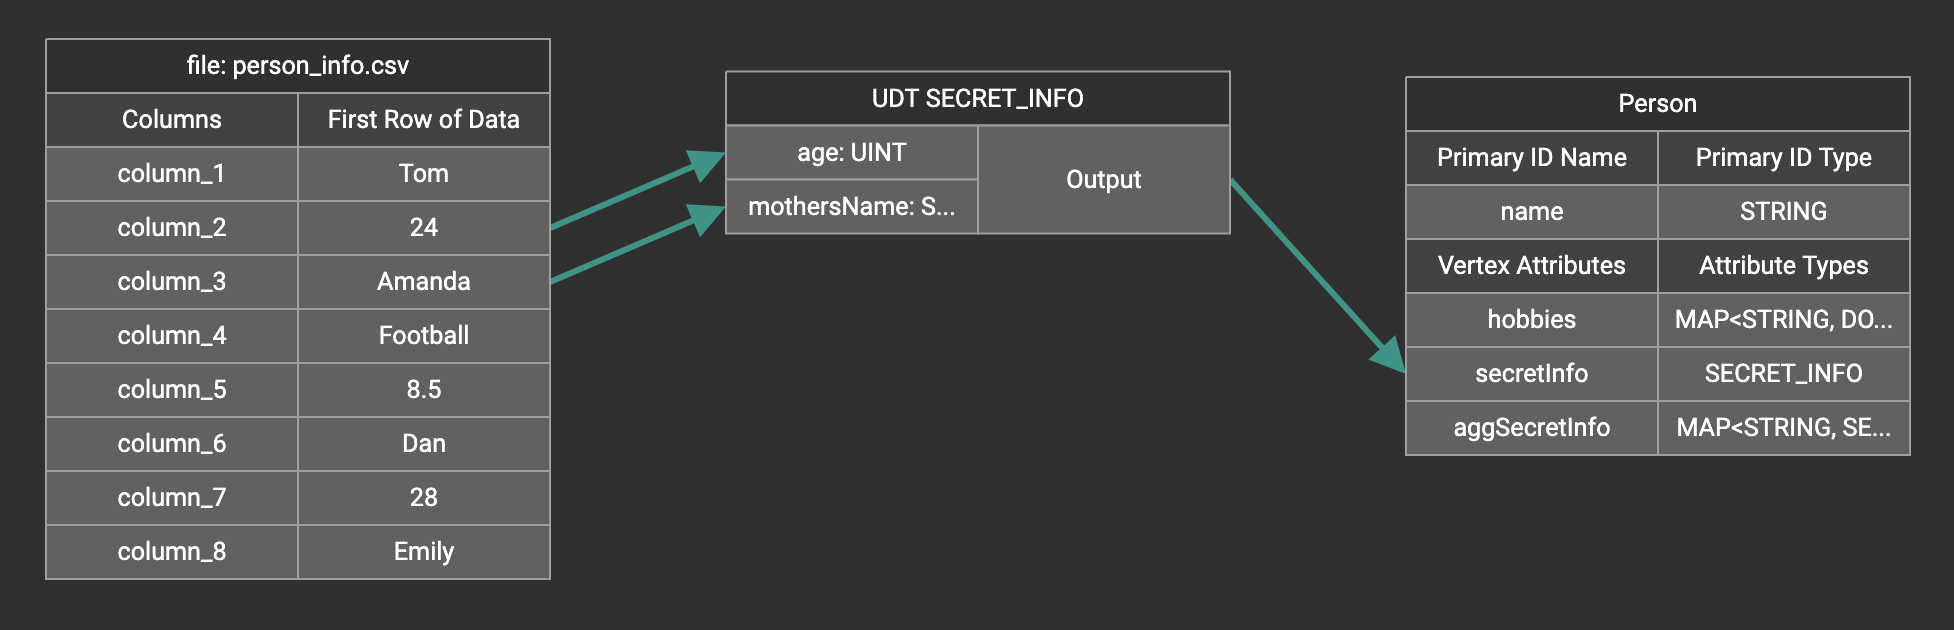 file: person_info.csv
Columns First Row of Data
column_1 Tom
column_2 24
column_3 Amanda
column_4 Football
column_5 8.5
column_6 Dan
column_7 28
column_8 Emily
UDT SECRET_INFO
age: UINT
mothersName: S...
Output
Person
Primary ID Name Primary ID Type
name STRING
Vertex Attributes Attribute Types
hobbies MAP<STRING, DO...
secretInfo SECRET_INFO
aggSecretInfo MAP<STRING, SE...